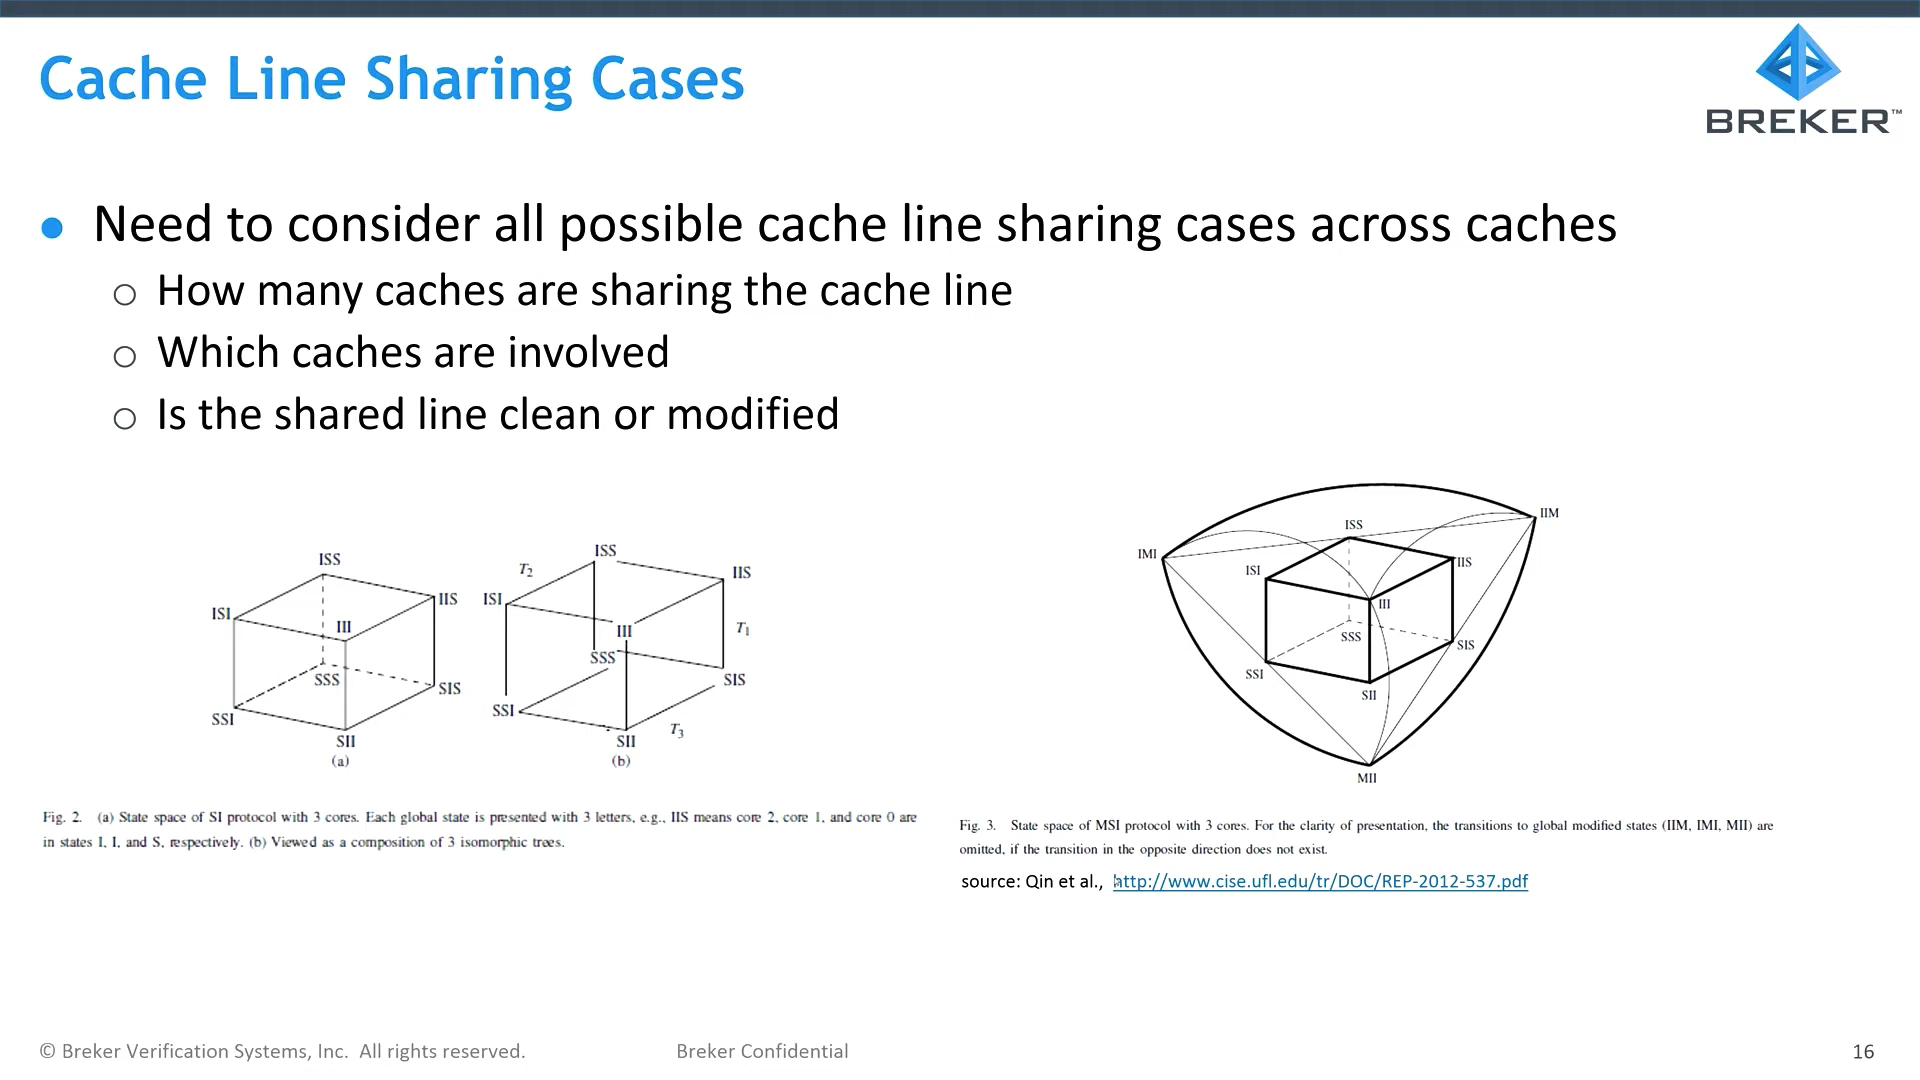 Cache Line Sharing Cases
BREKER™
● Need to consider all possible cache line sharing cases across caches
○ How many caches are sharing the cache line
○ Which caches are involved
○ Is the shared line clean or modified
ISS
ISI
IIS
III
SSS
SIS
SSI
SII
(a)
ISS
T2
IIS
ISI
III
T1
SSS
SIS
SSI
T3
SII
(b)
Fig. 2. (a) State space of SI protocol with 3 cores. Each global state is presented with 3 letters, e.g., IIS means core 2, core 1, and core 0 are
in states I, I, and S, respectively. (b) Viewed as a composition of 3 isomorphic trees.
IIM
ISS
IMI
IIS
ISI
III
SSS
SIS
SSI
SII
MII
Fig. 3. State space of MSI protocol with 3 cores. For the clarity of presentation, the transitions to global modified states (IIM, IMI, MII) are
omitted, if the transition in the opposite direction does not exist.
source: Qin et al., http://www.cise.ufl.edu/tr/DOC/REP-2012-537.pdf
© Breker Verification Systems, Inc. All rights reserved. Breker Confidential 16